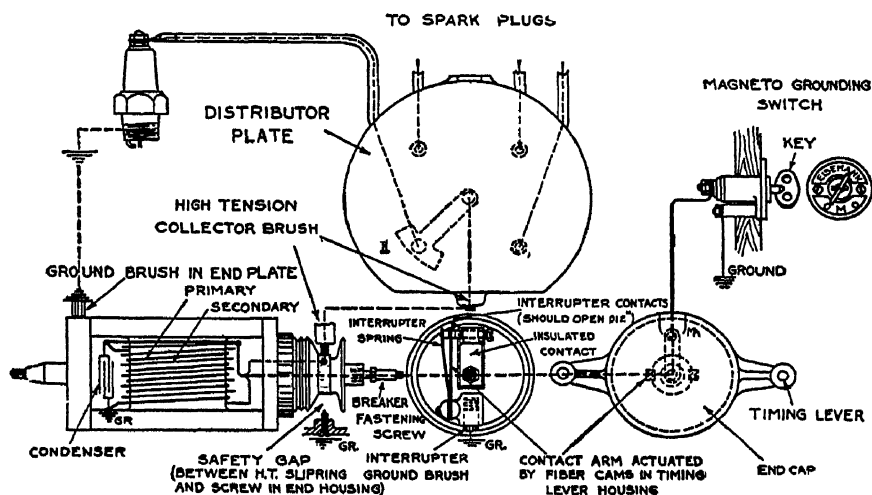 TO SPARK PLUGS
MAGNETO GROUNDING
SWITCH
KEY
EISEMANN
DISTRIBUTOR
PLATE
HIGH TENSION
COLLECTOR BRUSH
I
GROUND BRUSH IN END PLATE
PRIMARY
SECONDARY
GROUND
INTERRUPTER CONTACTS
(SHOULD OPEN .012")
INTERRUPTER
SPRING
INSULATED
CONTACT
MA
GR
CONDENSER
GR.
BREAKER
FASTENING
SCREW
GR.
TIMING LEVER
SAFETY GAP
(BETWEEN H.T. SLIPRING
AND SCREW IN END HOUSING)
INTERRUPTER
GROUND BRUSH
CONTACT ARM ACTUATED
BY FIBER CAMS IN TIMING
LEVER HOUSING
END CAP